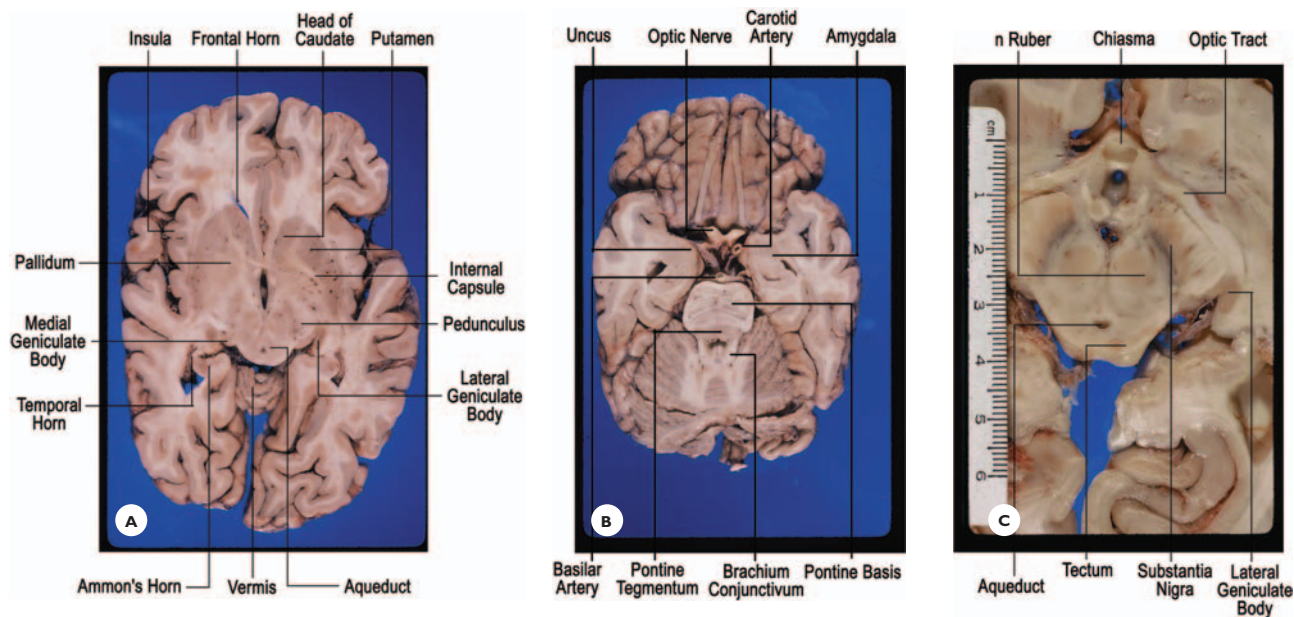 Insula
Frontal Horn
Head of
Caudate
Putamen
Pallidum
Internal
Capsule
Medial
Geniculate
Body
Pedunculus
Temporal
Horn
Lateral
Geniculate
Body
A
Ammon's Horn
Vermis
Aqueduct
Uncus
Optic Nerve
Carotid
Artery
Amygdala
B
Basilar
Artery
Pontine
Tegmentum
Brachium
Conjunctivum
Pontine Basis
n Ruber
Chiasma
Optic Tract
cm
1
2
3
4
5
6
C
Aqueduct
Tectum
Substantia
Nigra
Lateral
Geniculate
Body